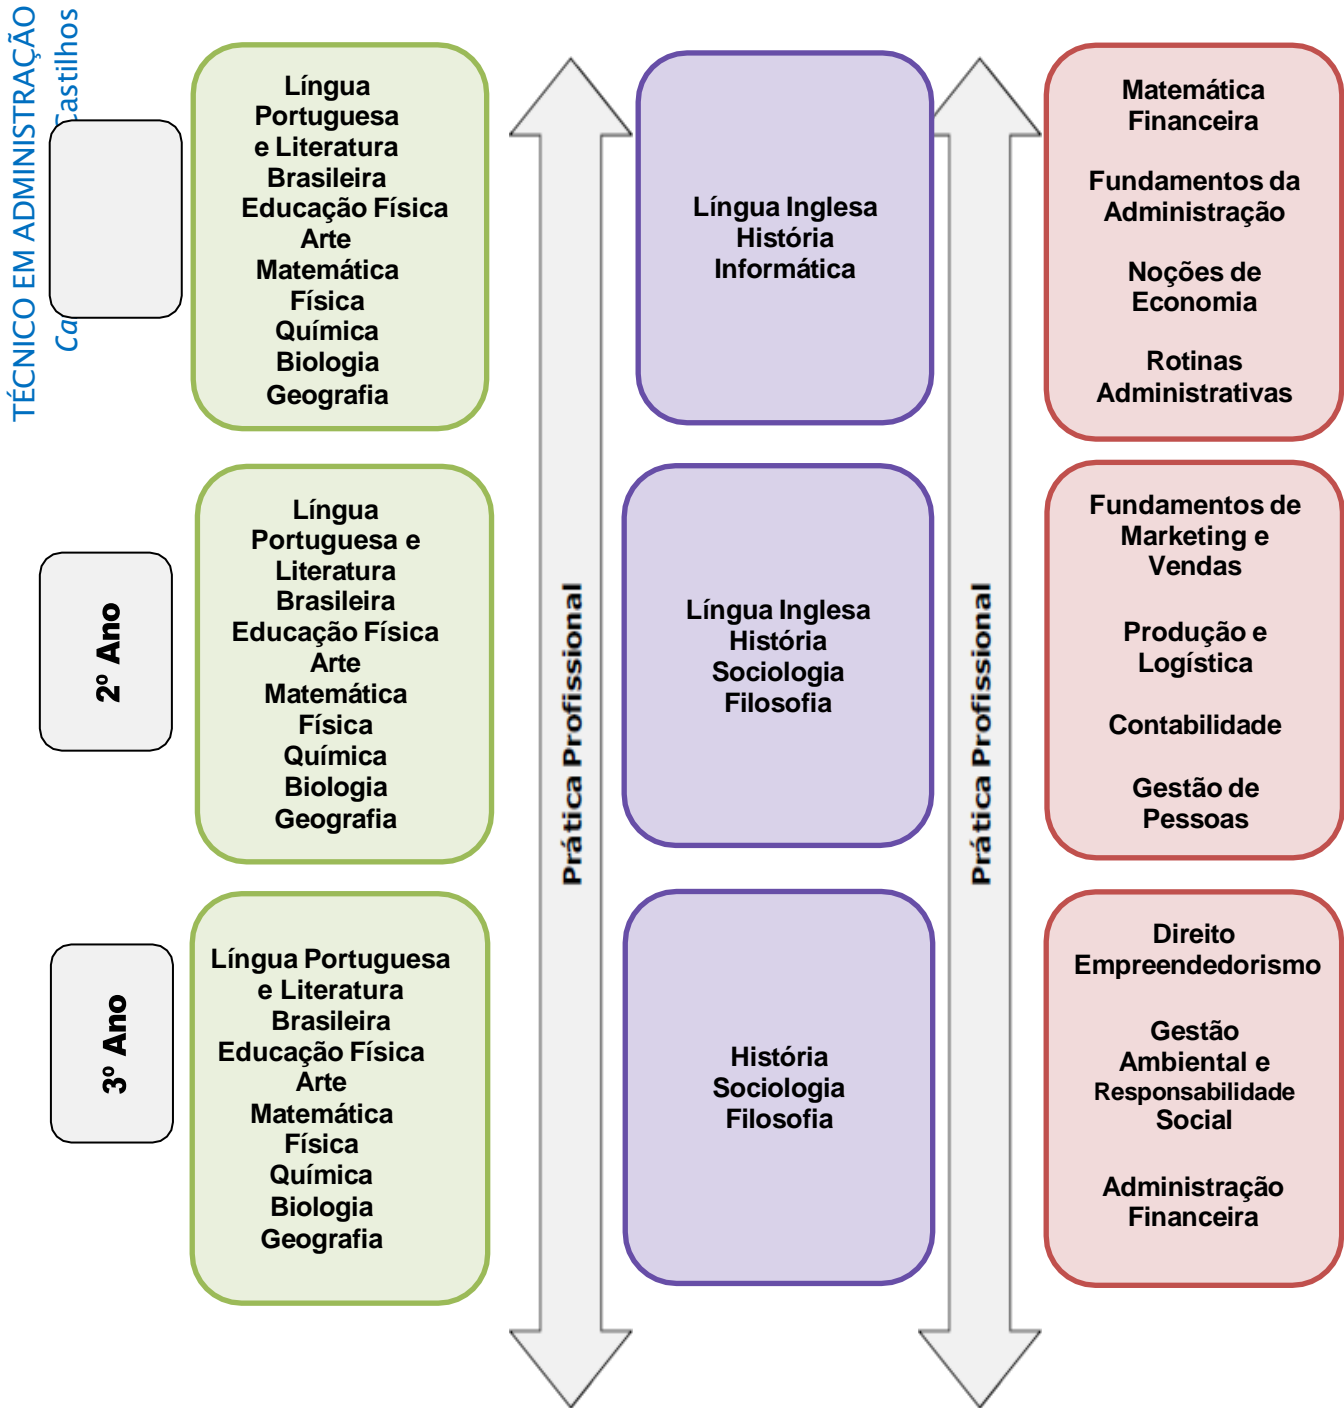 TÉCNICO EM ADMINISTRAÇÃO
Castilhos
Língua
Portuguesa
e Literatura
Brasileira
Educação Física
Arte
Matemática
Física
Química
Biologia
Geografia
Língua Inglesa
História
Informática
Matemática
Financeira
Fundamentos da
Administração
Noções de
Economia
Rotinas
Administrativas
2º Ano
Língua
Portuguesa e
Literatura
Brasileira
Educação Física
Arte
Matemática
Física
Química
Biologia
Geografia
Prática Profissional
Língua Inglesa
História
Sociologia
Filosofia
Prática Profissional
Fundamentos de
Marketing e
Vendas
Produção e
Logística
Contabilidade
Gestão de
Pessoas
3º Ano
Língua Portuguesa
e Literatura
Brasileira
Educação Física
Arte
Matemática
Física
Química
Biologia
Geografia
História
Sociologia
Filosofia
Direito
Empreendedorismo
Gestão
Ambiental e
Responsabilidade
Social
Administração
Financeira